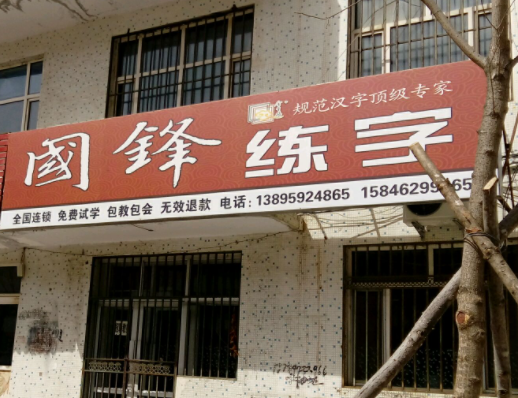 规范汉字顶级专家
國鋒 练字
全国连锁 免费试学 包教包会 无效退款 电话:13895924865